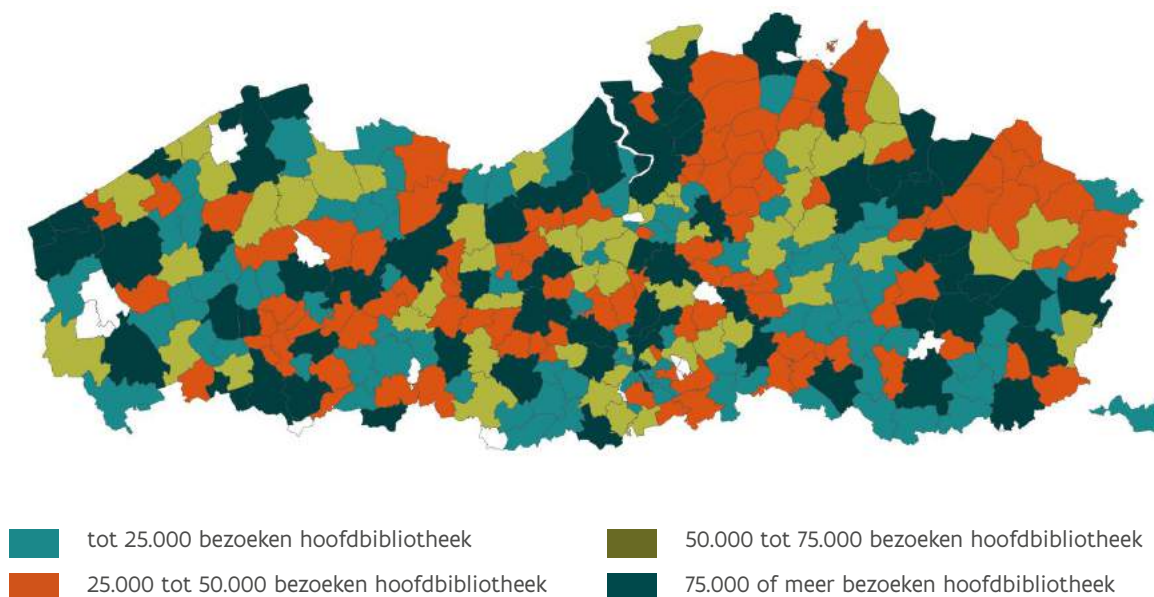 tot 25.000 bezoeken hoofdbibliotheek
25.000 tot 50.000 bezoeken hoofdbibliotheek
50.000 tot 75.000 bezoeken hoofdbibliotheek
75.000 of meer bezoeken hoofdbibliotheek